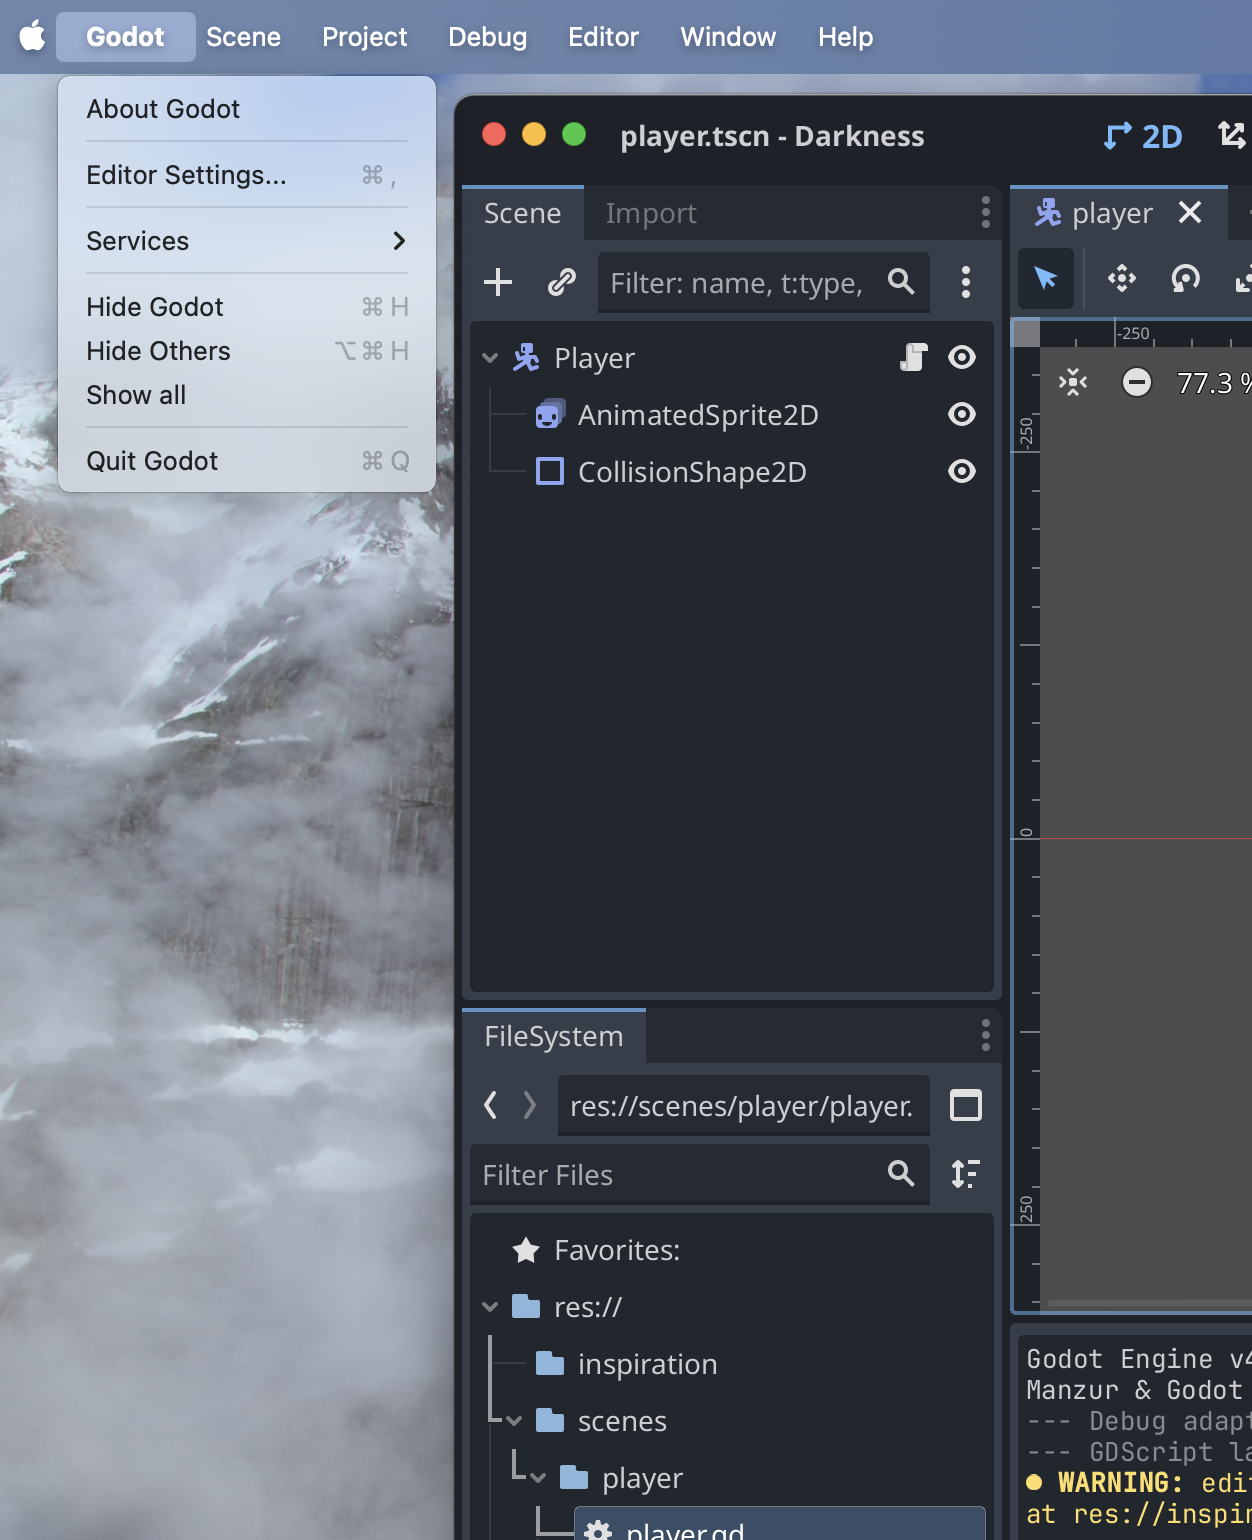 Godot Scene Project Debug Editor Window Help
About Godot
Editor Settings... ⌘ ,
Services
Hide Godot ⌘ H
Hide Others ⌥ ⌘ H
Show all
Quit Godot ⌘ Q
player.tscn - Darkness
2D
Scene Import
Filter: name, t:type,
Player
AnimatedSprite2D
CollisionShape2D
player
-250
77.3 %
-250
0
250
FileSystem
res://scenes/player/player.
Filter Files
Favorites:
res://
inspiration
scenes
player
player.gd
Godot Engine v4
Manzur & Godot
--- Debug adapt
--- GDScript la
WARNING: edit
at res://inspir